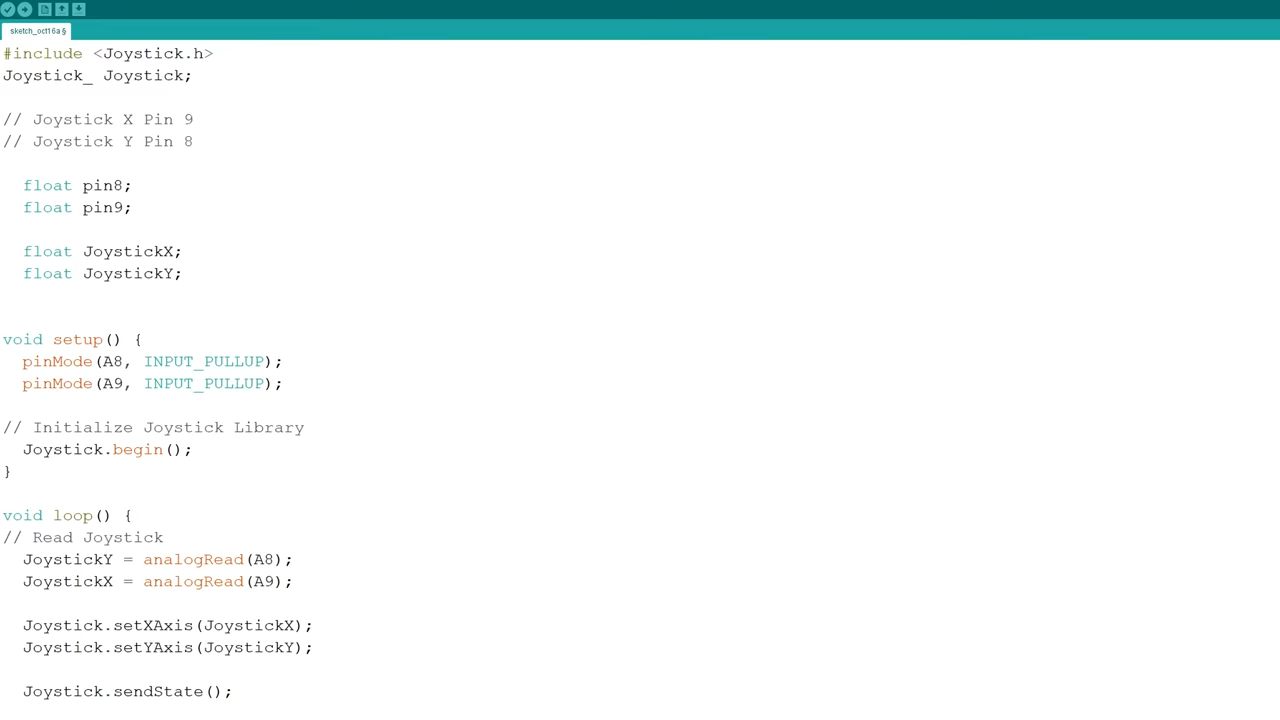 sketch_oct16a §
#include <Joystick.h>
Joystick_ Joystick;
// Joystick X Pin 9
// Joystick Y Pin 8
float pin8;
float pin9;
float JoystickX;
float JoystickY;
void setup() {
pinMode(A8, INPUT_PULLUP);
pinMode(A9, INPUT_PULLUP);
// Initialize Joystick Library
Joystick.begin();
}
void loop() {
// Read Joystick
JoystickY = analogRead(A8);
JoystickX = analogRead(A9);
Joystick.setXAxis(JoystickX);
Joystick.setYAxis(JoystickY);
Joystick.sendState();